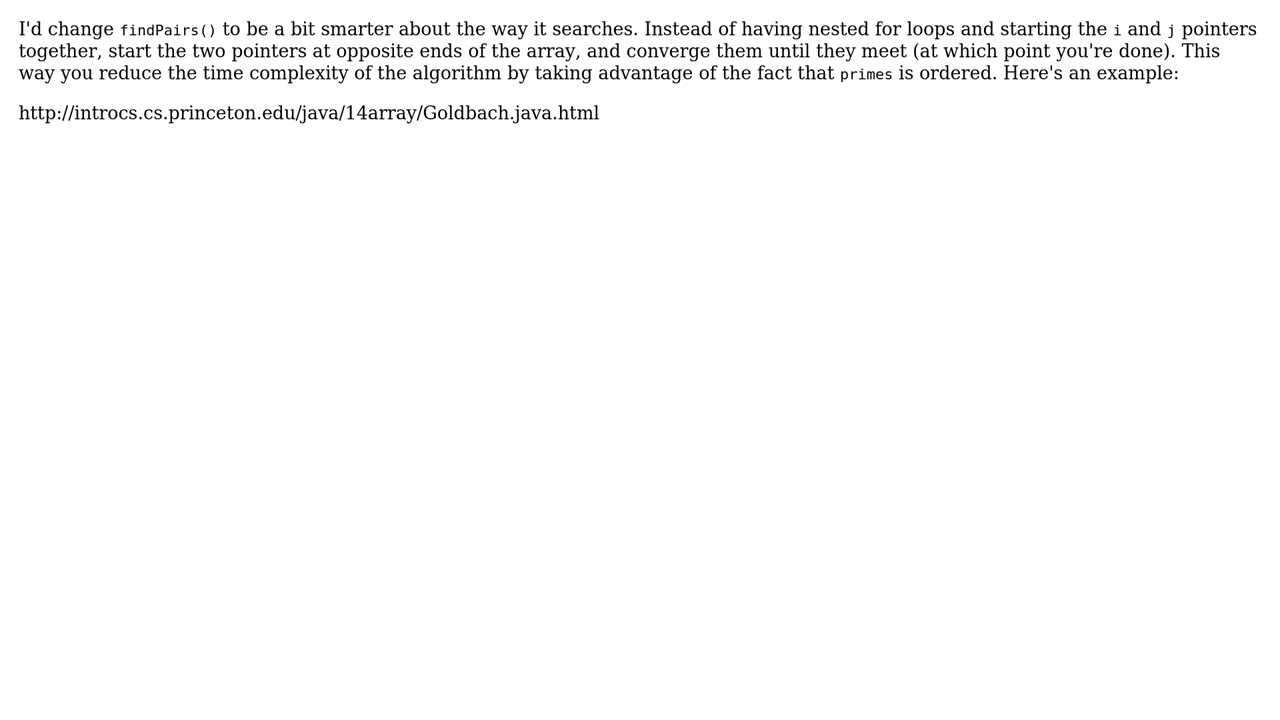 I'd change findPairs() to be a bit smarter about the way it searches. Instead of having nested for loops and starting the i and j pointers
together, start the two pointers at opposite ends of the array, and converge them until they meet (at which point you're done). This
way you reduce the time complexity of the algorithm by taking advantage of the fact that primes is ordered. Here's an example:
http://introcs.cs.princeton.edu/java/14array/Goldbach.java.html